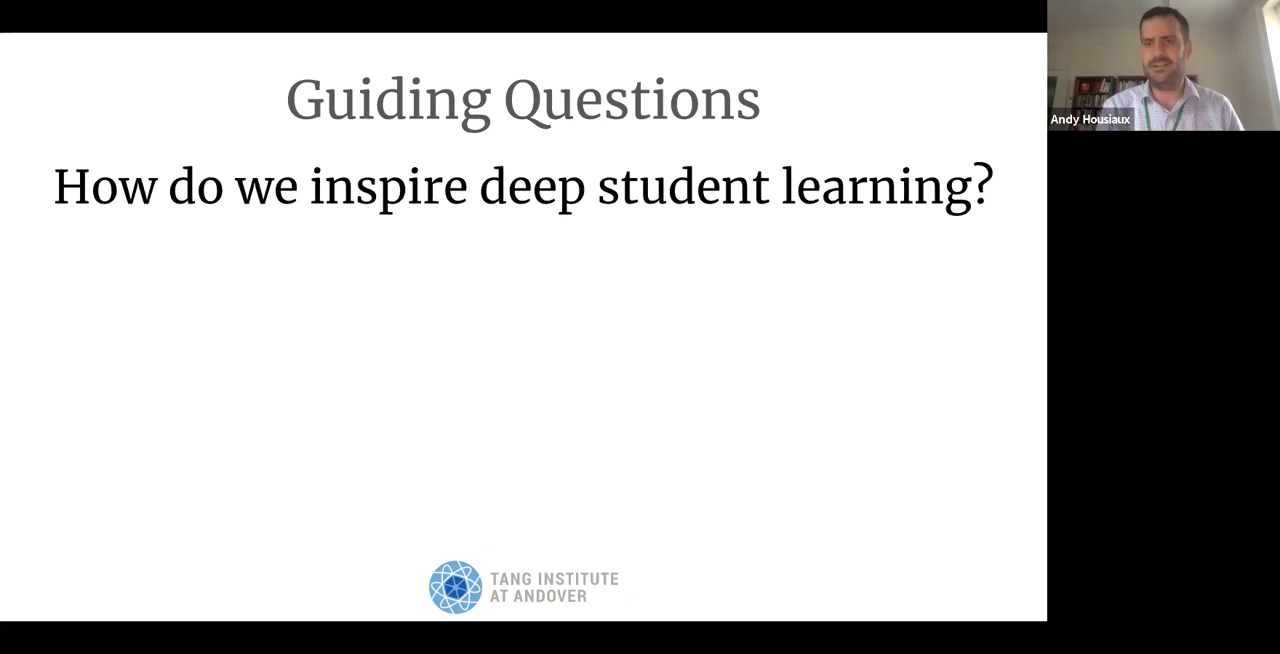 Guiding Questions
How do we inspire deep student learning?
Andy Housiaux
TANG INSTITUTE
AT ANDOVER